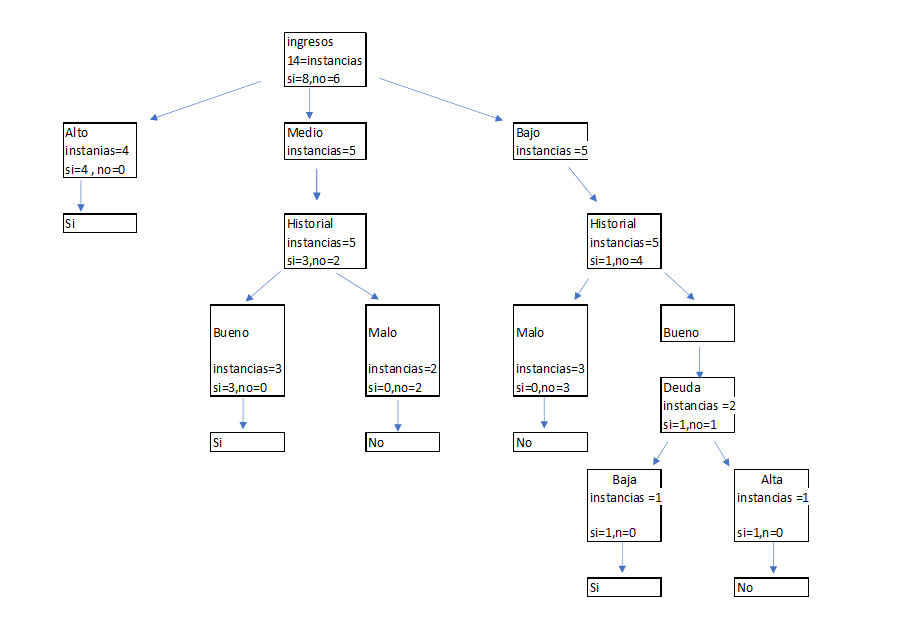 ingresos
14=instancias
si=8,no=6
Alto
instanias=4
si=4 , no=0
Medio
instancias=5
Bajo
instancias =5
Si
Historial
instancias=5
si=3,no=2
Historial
instancias=5
si=1,no=4
Bueno
instancias=3
si=3,no=0
Malo
instancias=2
si=0,no=2
Malo
instancias=3
si=0,no=3
Bueno
Deuda
instancias =2
si=1,no=1
Si
No
No
Baja
instancias =1
si=1,n=0
Alta
instancias =1
si=1,n=0
Si
No